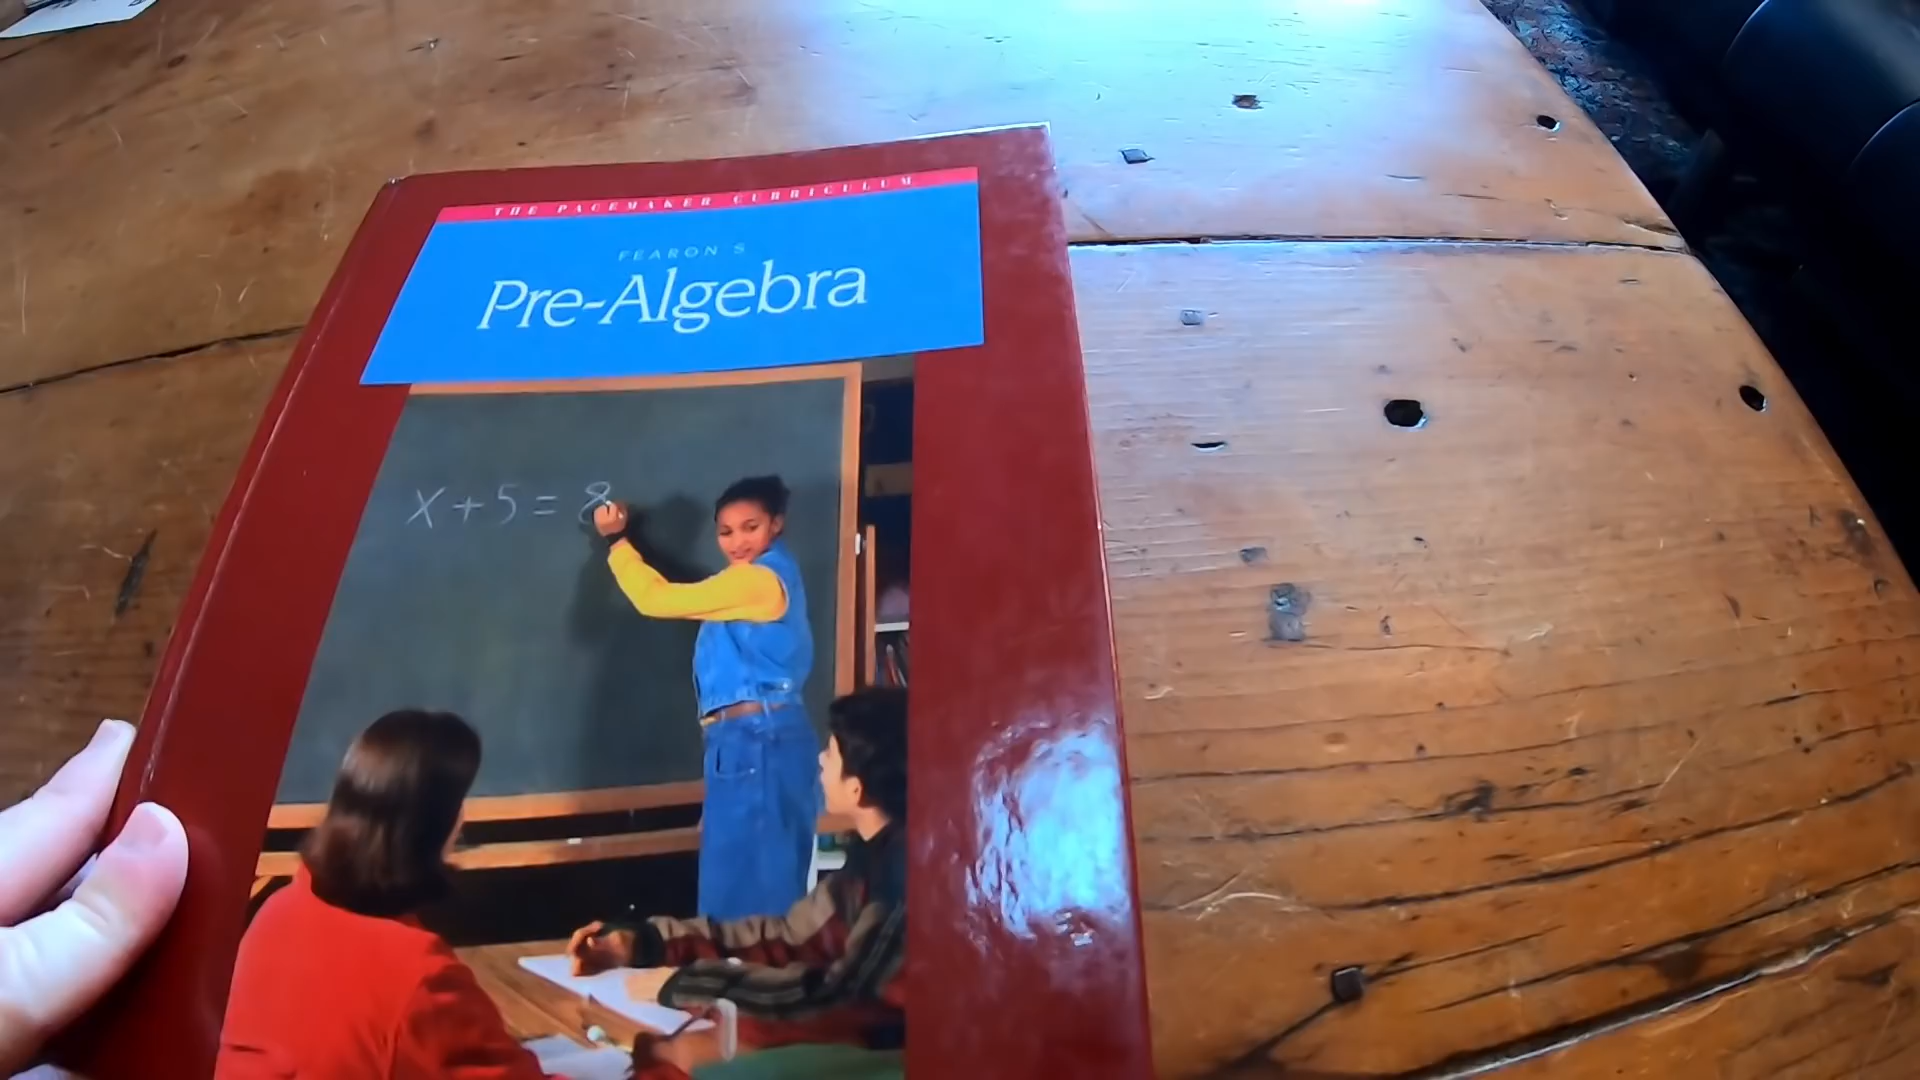 THE PACEMAKER CURRICULUM
FEARON'S
Pre-Algebra
x + 5 = 8